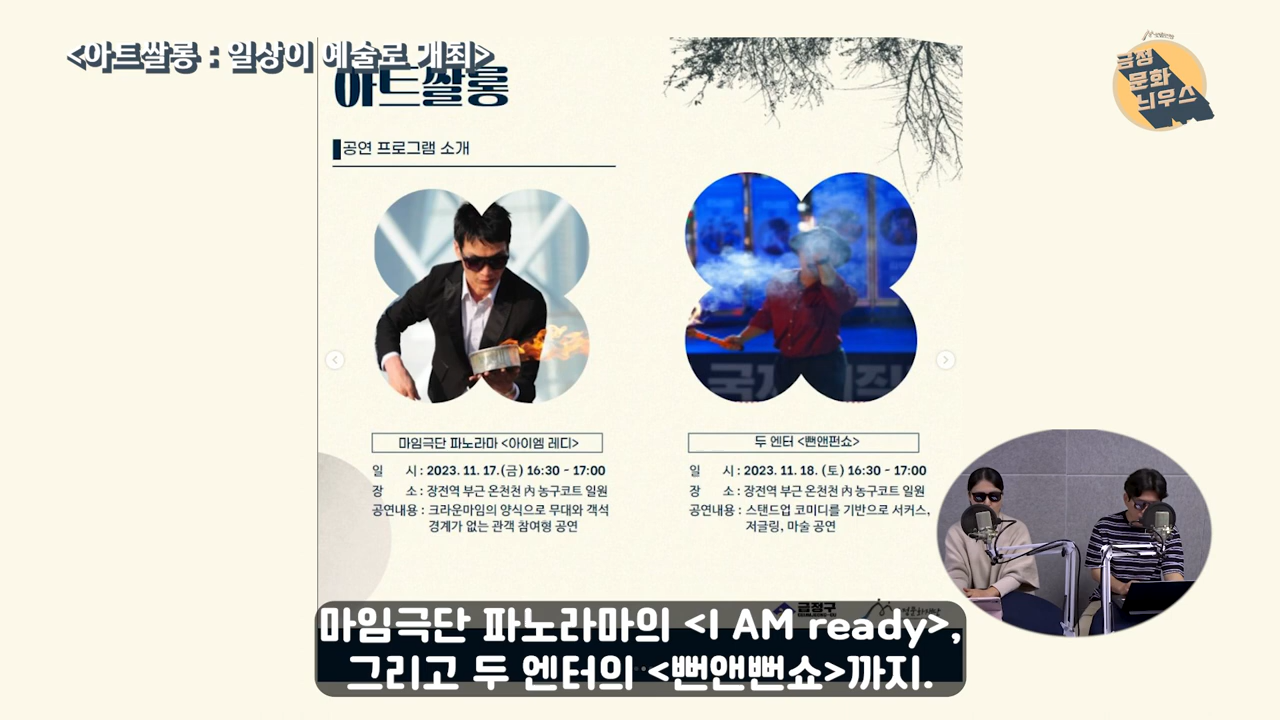 <아트쌀롱 : 일상이 예술로 개최>
금정
문화
늬우스
아트쌀롱
공연 프로그램 소개
마임극단 파노라마 <아이엠 레디>
일 시 : 2023. 11. 17.(금) 16:30 - 17:00
장 소 : 장전역 부근 온천천 內 농구코트 일원
공연내용 : 크라운마임의 양식으로 무대와 객석
경계가 없는 관객 참여형 공연
두 엔터 <뻔앤펀쇼>
일 시 : 2023. 11. 18. (토) 16:30 - 17:00
장 소 : 장전역 부근 온천천 內 농구코트 일원
공연내용 : 스탠드업 코미디를 기반으로 서커스,
저글링, 마술 공연
금정구
마임극단 파노라마의 <I AM ready>,
그리고 두 엔터의 <뻔앤뻔쇼>까지.